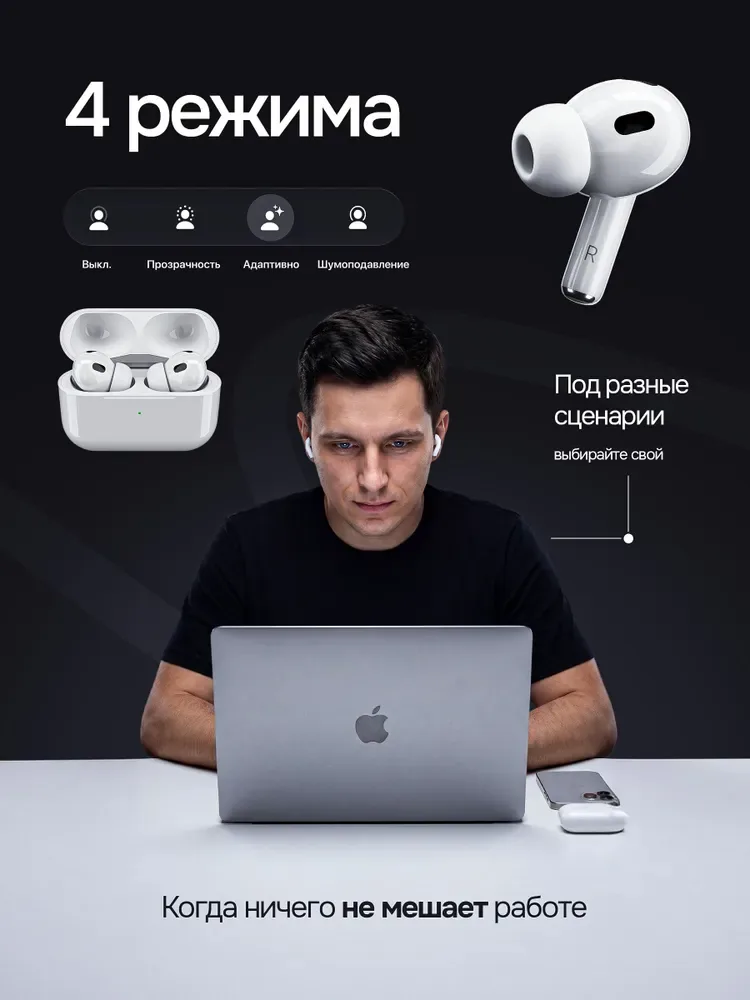 4 режима
Выкл. Прозрачность Адаптивно Шумоподавление
R
Под разные
сценарии
выбирайте свой
Когда ничего не мешает работе